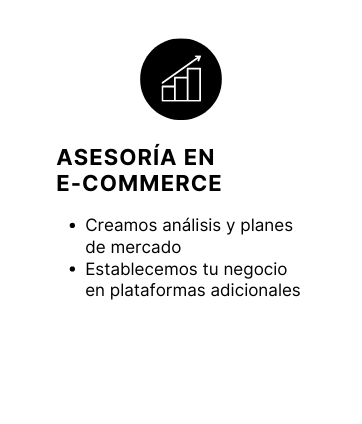 ASESORÍA EN
E-COMMERCE
• Creamos análisis y planes
de mercado
• Establecemos tu negocio
en plataformas adicionales